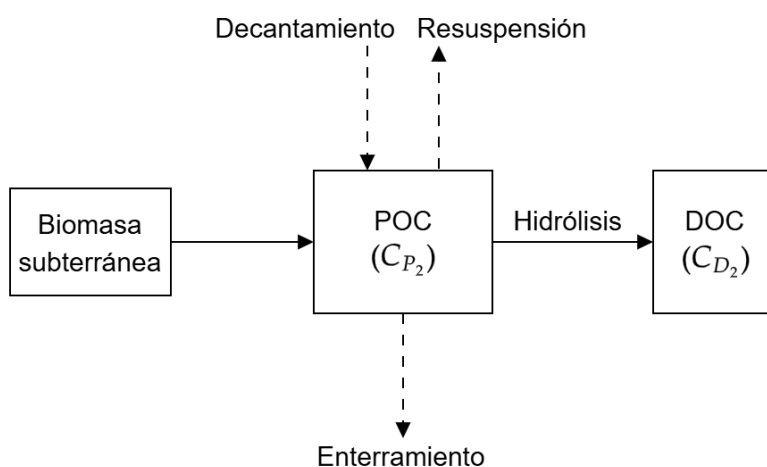 Decantamiento Resuspensión
Biomasa
subterránea
POC
(C_{P_2})
Hidrólisis
DOC
(C_{D_2})
Enterramiento